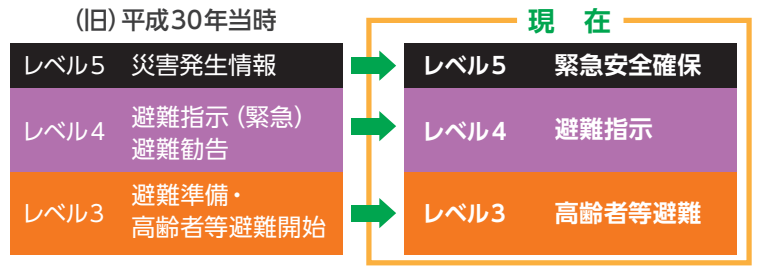 （旧）平成30年当時
現 在
レベル5 災害発生情報
レベル5 緊急安全確保
レベル4 避難指示（緊急）
避難勧告
レベル4 避難指示
レベル3 避難準備・
高齢者等避難開始
レベル3 高齢者等避難